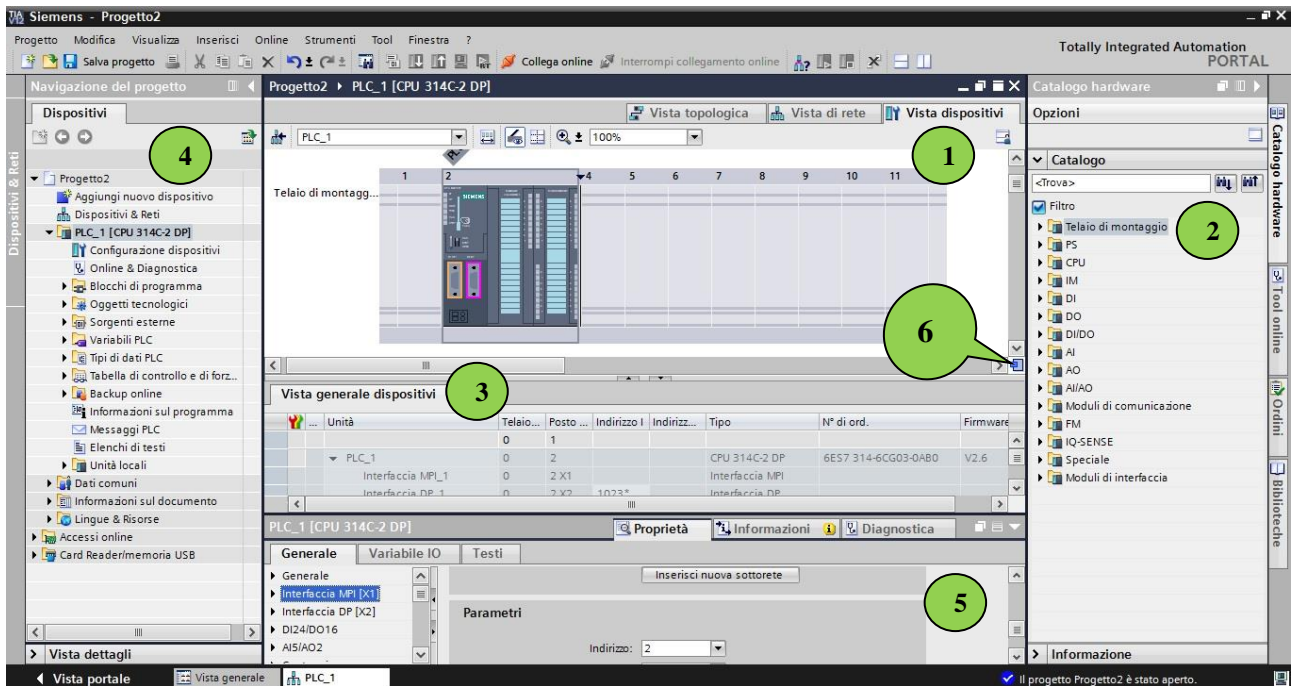 Siemens - Progetto2
Progetto Modifica Visualizza Inserisci Online Strumenti Tool Finestra ?
Totally Integrated Automation
PORTAL
Salva progetto
Collega online
Interrompi collegamento online
Navigazione del progetto
Dispositivi
Dispositivi & Reti
4
Progetto2
Aggiungi nuovo dispositivo
Dispositivi & Reti
PLC_1 [CPU 314C-2 DP]
Configurazione dispositivi
Online & Diagnostica
Blocchi di programma
Oggetti tecnologici
Sorgenti esterne
Variabili PLC
Tipi di dati PLC
Tabella di controllo e di forz...
Backup online
Informazioni sul programma
Messaggi PLC
Elenchi di testi
Unità locali
Dati comuni
Informazioni sul documento
Lingue & Risorse
Accessi online
Card Reader/memoria USB
Vista dettagli
Progetto2 PLC_1 [CPU 314C-2 DP]
Vista topologica Vista di rete Vista dispositivi
PLC_1 100%
1
1 2 4 5 6 7 8 9 10 11
Telaio di montagg...
SIEMENS
6
Vista generale dispositivi
3
... Unità Telaio... Posto ... Indirizzo I Indirizz... Tipo N° di ord. Firmware
0 1
PLC_1 0 2 CPU 314C-2 DP 6ES7 314-6CG03-0AB0 V2.6
Interfaccia MPI_1 0 2 X1 Interfaccia MPI
Interfaccia DP_1 0 2 X2 1023* Interfaccia DP
PLC_1 [CPU 314C-2 DP]
Proprietà Informazioni Diagnostica
Generale Variabile IO Testi
Generale
Interfaccia MPI [X1]
Interfaccia DP [X2]
DI24/DO16
AI5/AO2
Inserisci nuova sottorete
Parametri
Indirizzo: 2
5
Catalogo hardware
Opzioni
Catalogo
<Trova>
Filtro
2
Telaio di montaggio
PS
CPU
IM
DI
DO
DI/DO
AI
AO
AI/AO
Moduli di comunicazione
FM
IQ-SENSE
Speciale
Moduli di interfaccia
Informazione
Catalogo hardware
Tool online
Ordini
Biblioteche
Vista portale
Vista generale
PLC_1
Il progetto Progetto2 è stato aperto.